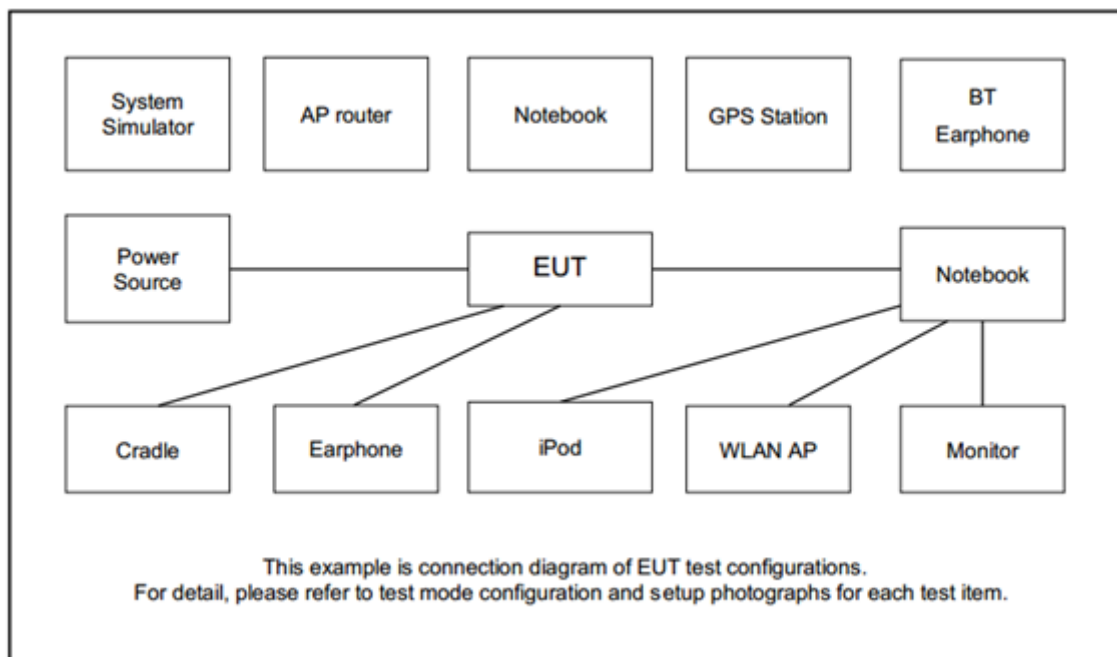 System
Simulator
AP router
Notebook
GPS Station
BT
Earphone
Power
Source
EUT
Notebook
Cradle
Earphone
iPod
WLAN AP
Monitor
This example is connection diagram of EUT test configurations.
For detail, please refer to test mode configuration and setup photographs for each test item.